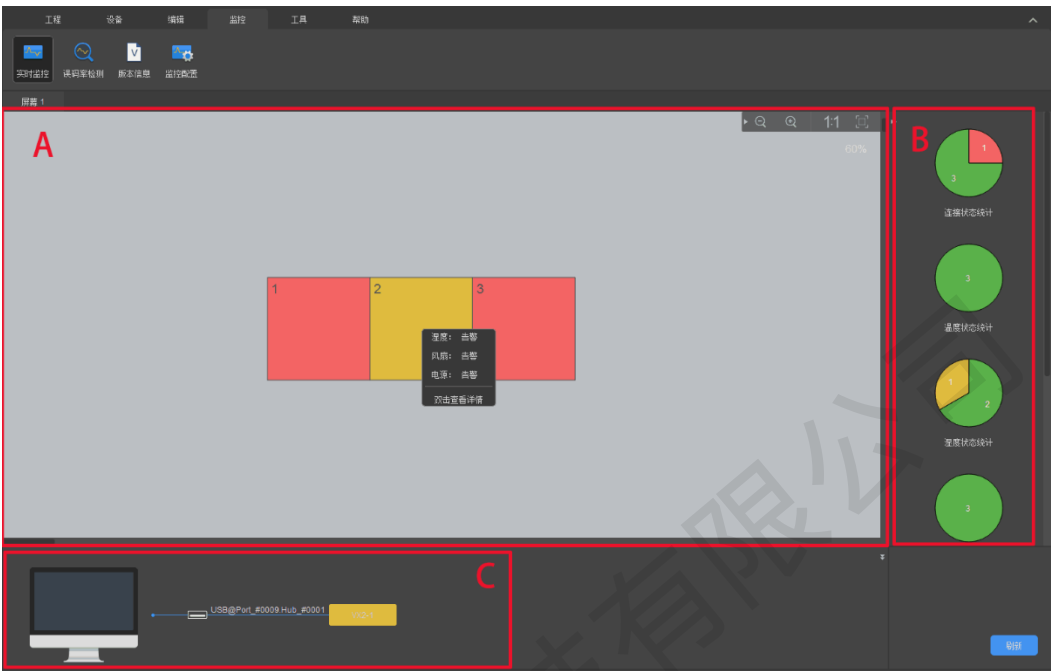 工程 设备 编辑 监控 工具 帮助
V
实时监控 误码率检测 版本信息 监控配置
屏幕 1
A
1:1
60%
B
1
3
连接状态统计
3
温度状态统计
1
2
湿度状态统计
3
1 2 3
湿度： 告警
风扇： 告警
电源： 告警
双击查看详情
C
USB@Port_#0009.Hub_#0001
刷新
有限公司